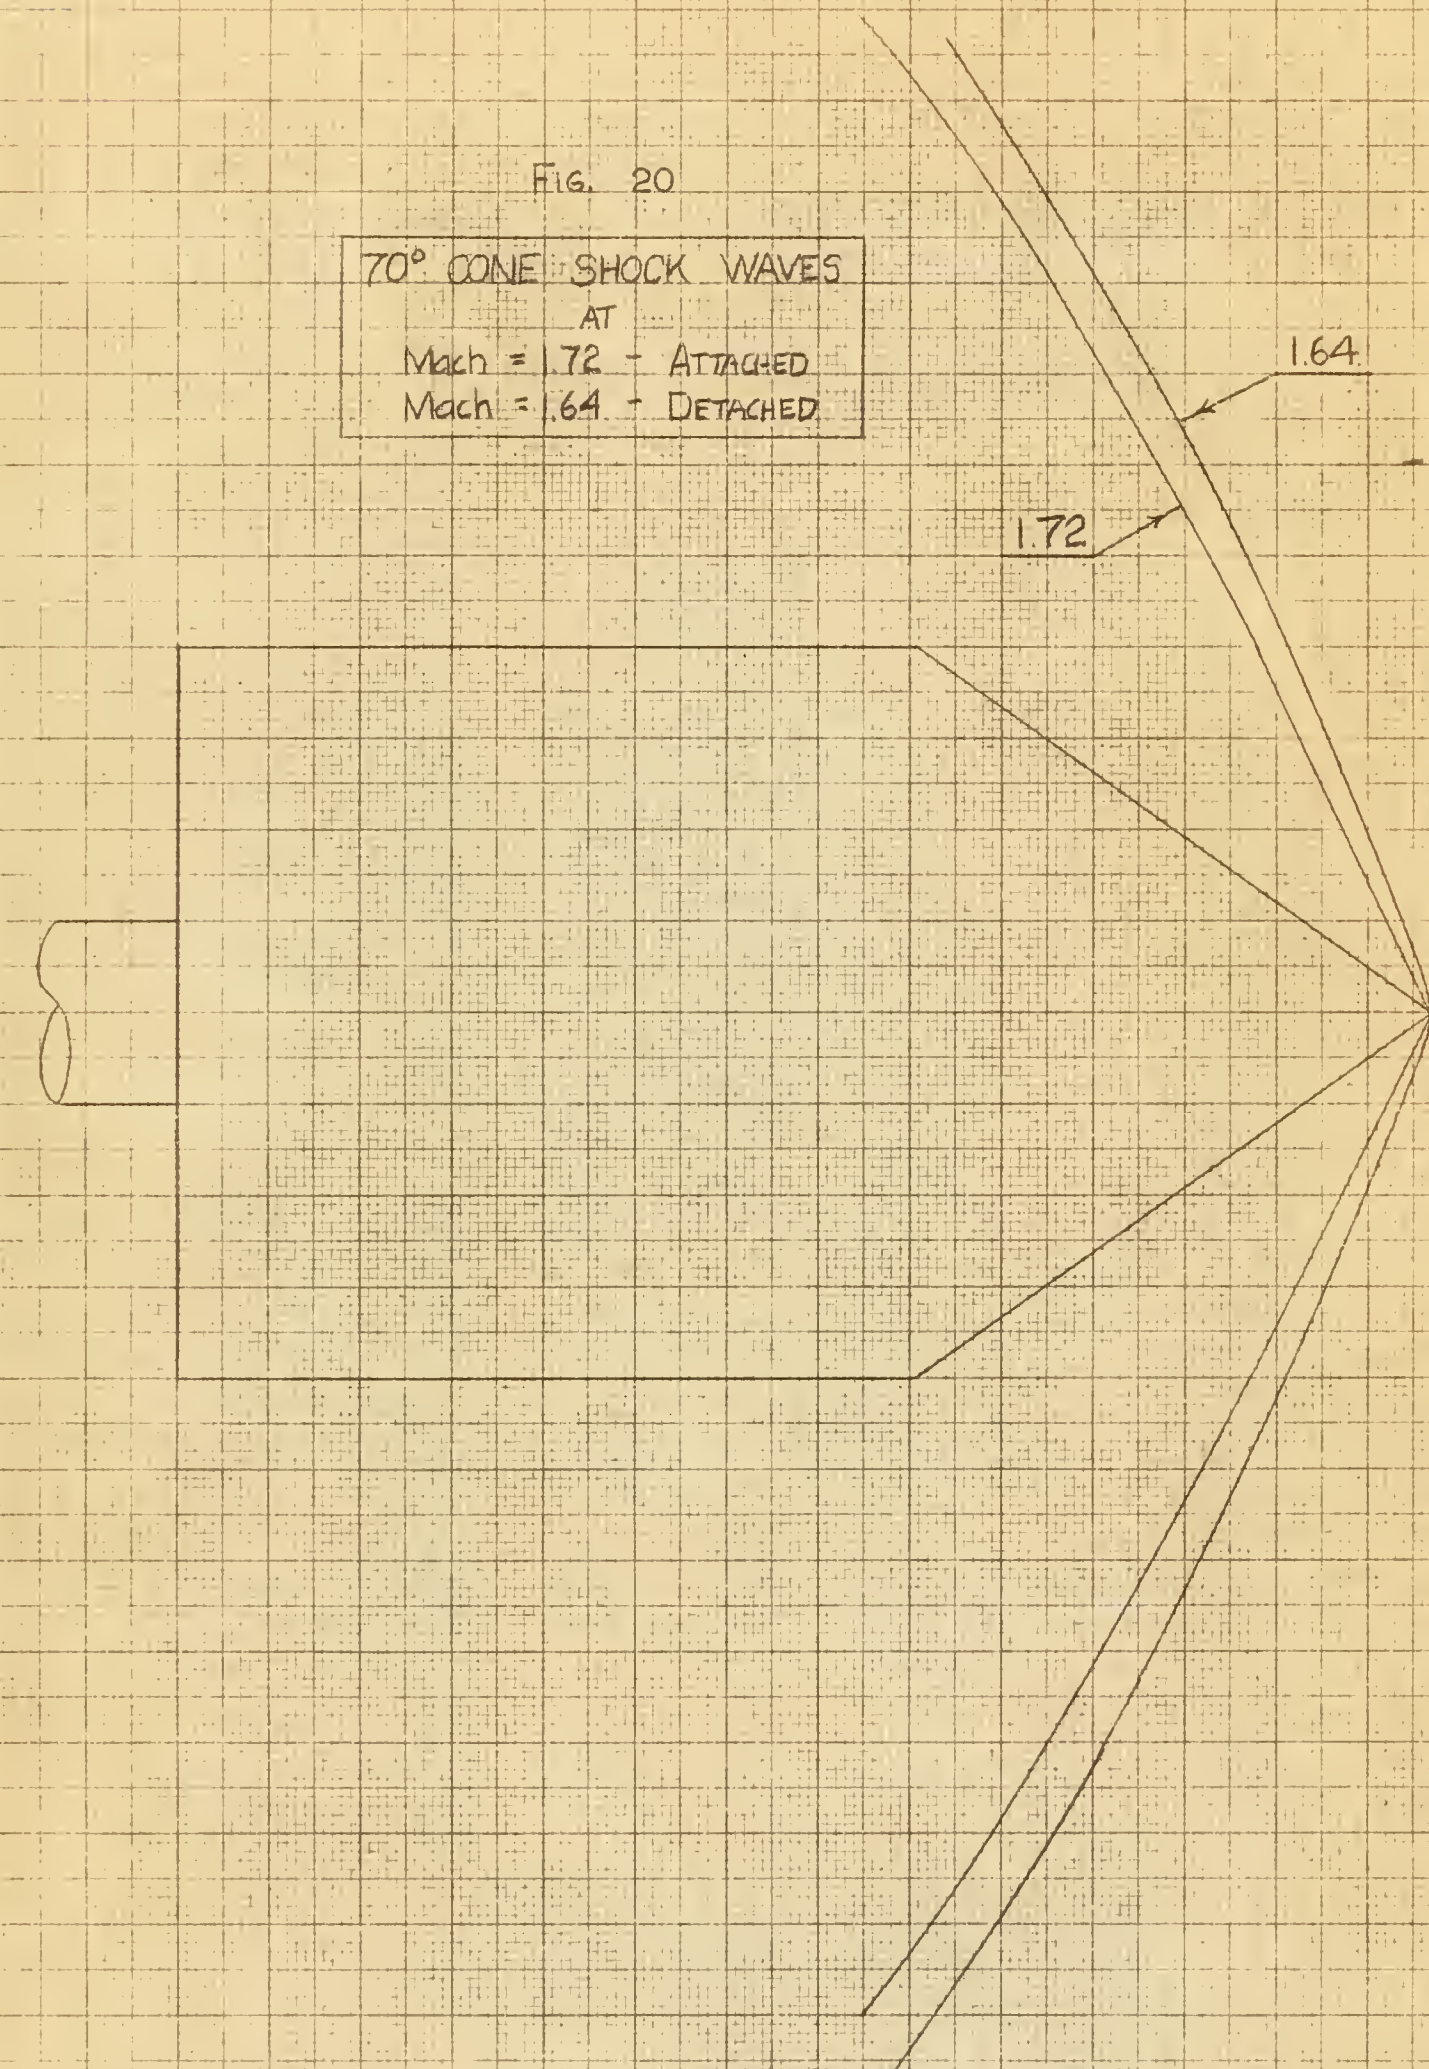 Fig. 20
70° CONE SHOCK WAVES
AT
Mach = 1.72 - ATTACHED
Mach = 1.64 - DETACHED
1.64
1.72